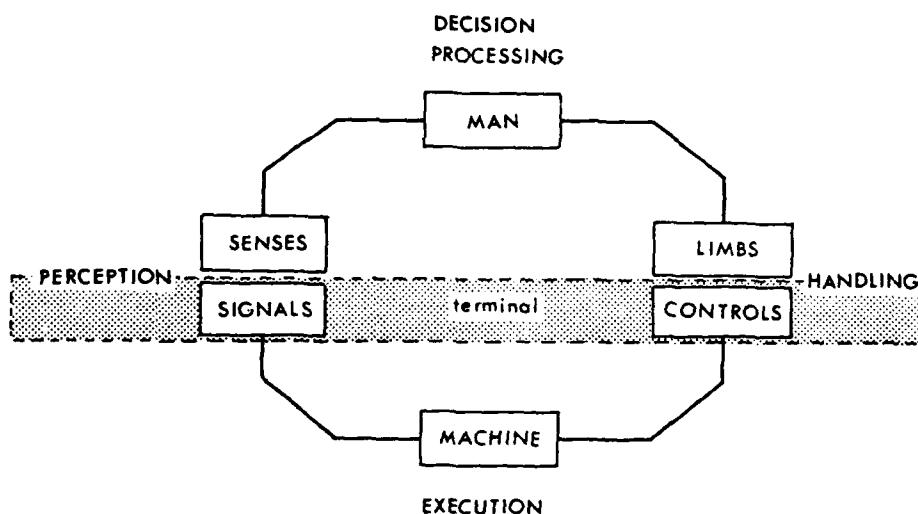 DECISION
PROCESSING
MAN
SENSES
LIMBS
PERCEPTION
HANDLING
SIGNALS
terminal
CONTROLS
MACHINE
EXECUTION